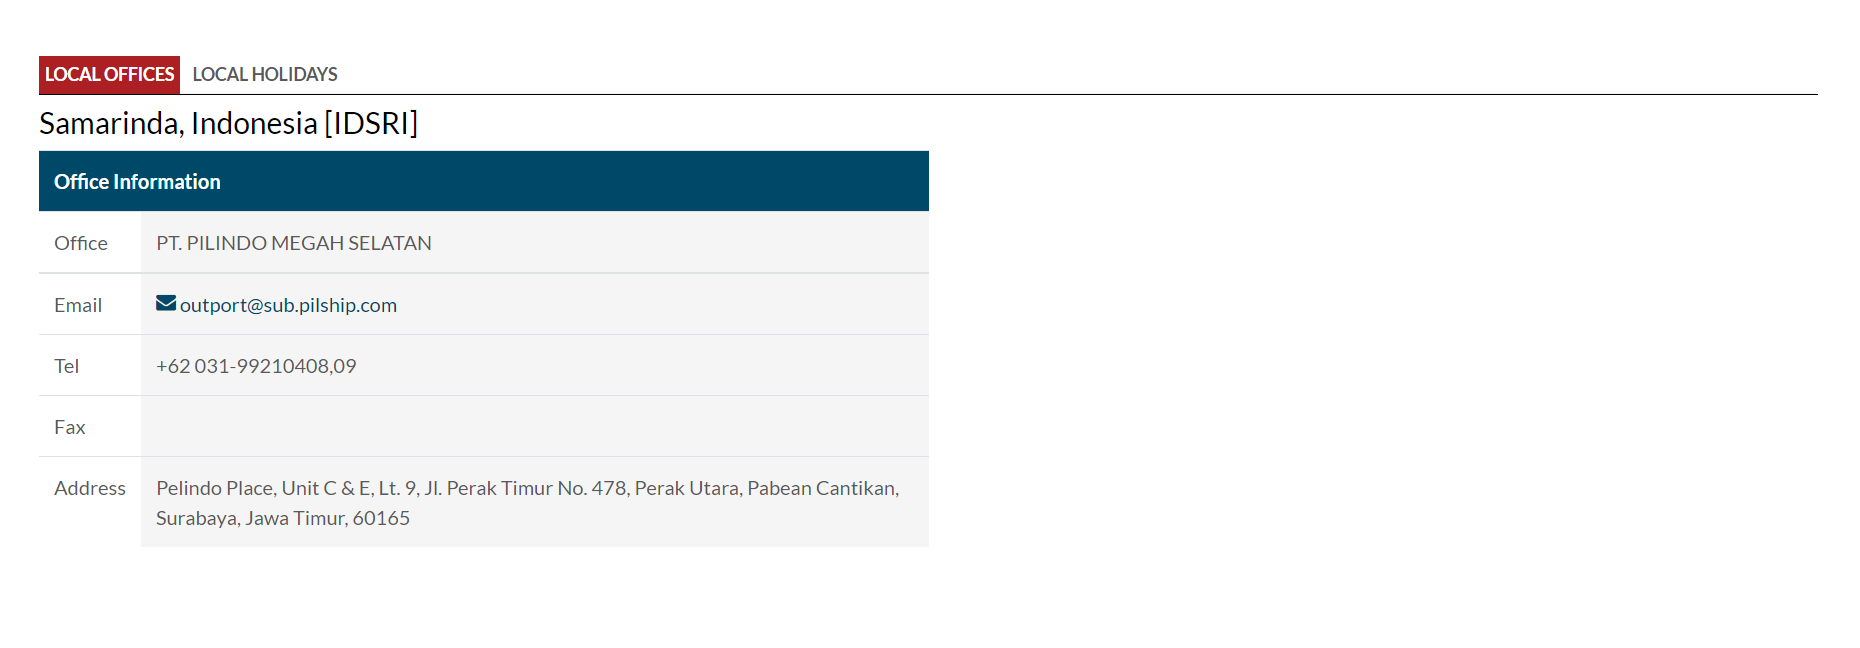 LOCAL OFFICES LOCAL HOLIDAYS
Samarinda, Indonesia [IDSRI]
Office Information
Office PT. PILINDO MEGAH SELATAN
Email outport@sub.pilship.com
Tel +62 031-99210408,09
Fax
Address Pelindo Place, Unit C & E, Lt. 9, Jl. Perak Timur No. 478, Perak Utara, Pabean Cantikan,
Surabaya, Jawa Timur, 60165